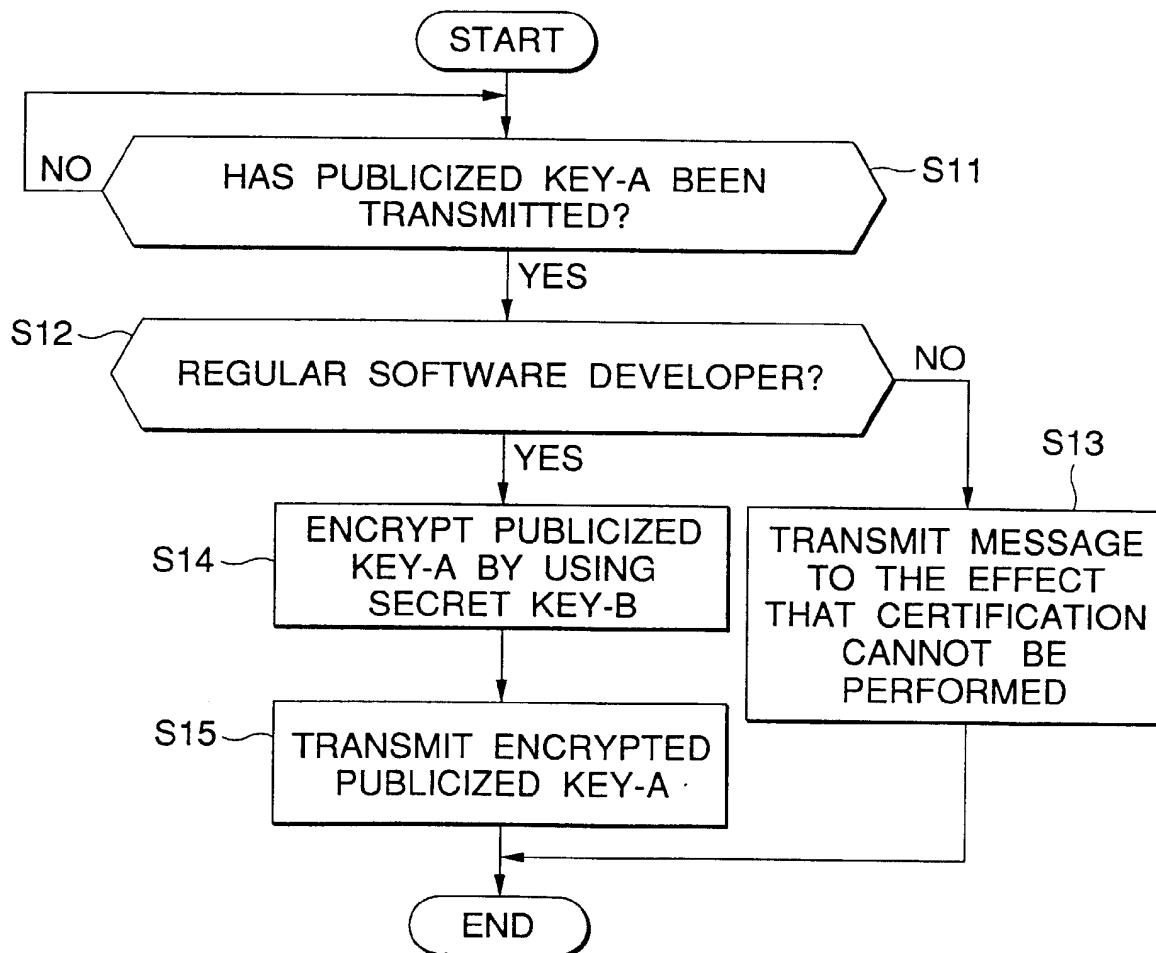 START
NO
HAS PUBLICIZED KEY-A BEEN
TRANSMITTED?
S11
YES
S12
REGULAR SOFTWARE DEVELOPER?
NO
YES
S13
S14
ENCRYPT PUBLICIZED
KEY-A BY USING
SECRET KEY-B
TRANSMIT MESSAGE
TO THE EFFECT
THAT CERTIFICATION
CANNOT BE
PERFORMED
S15
TRANSMIT ENCRYPTED
PUBLICIZED KEY-A
END